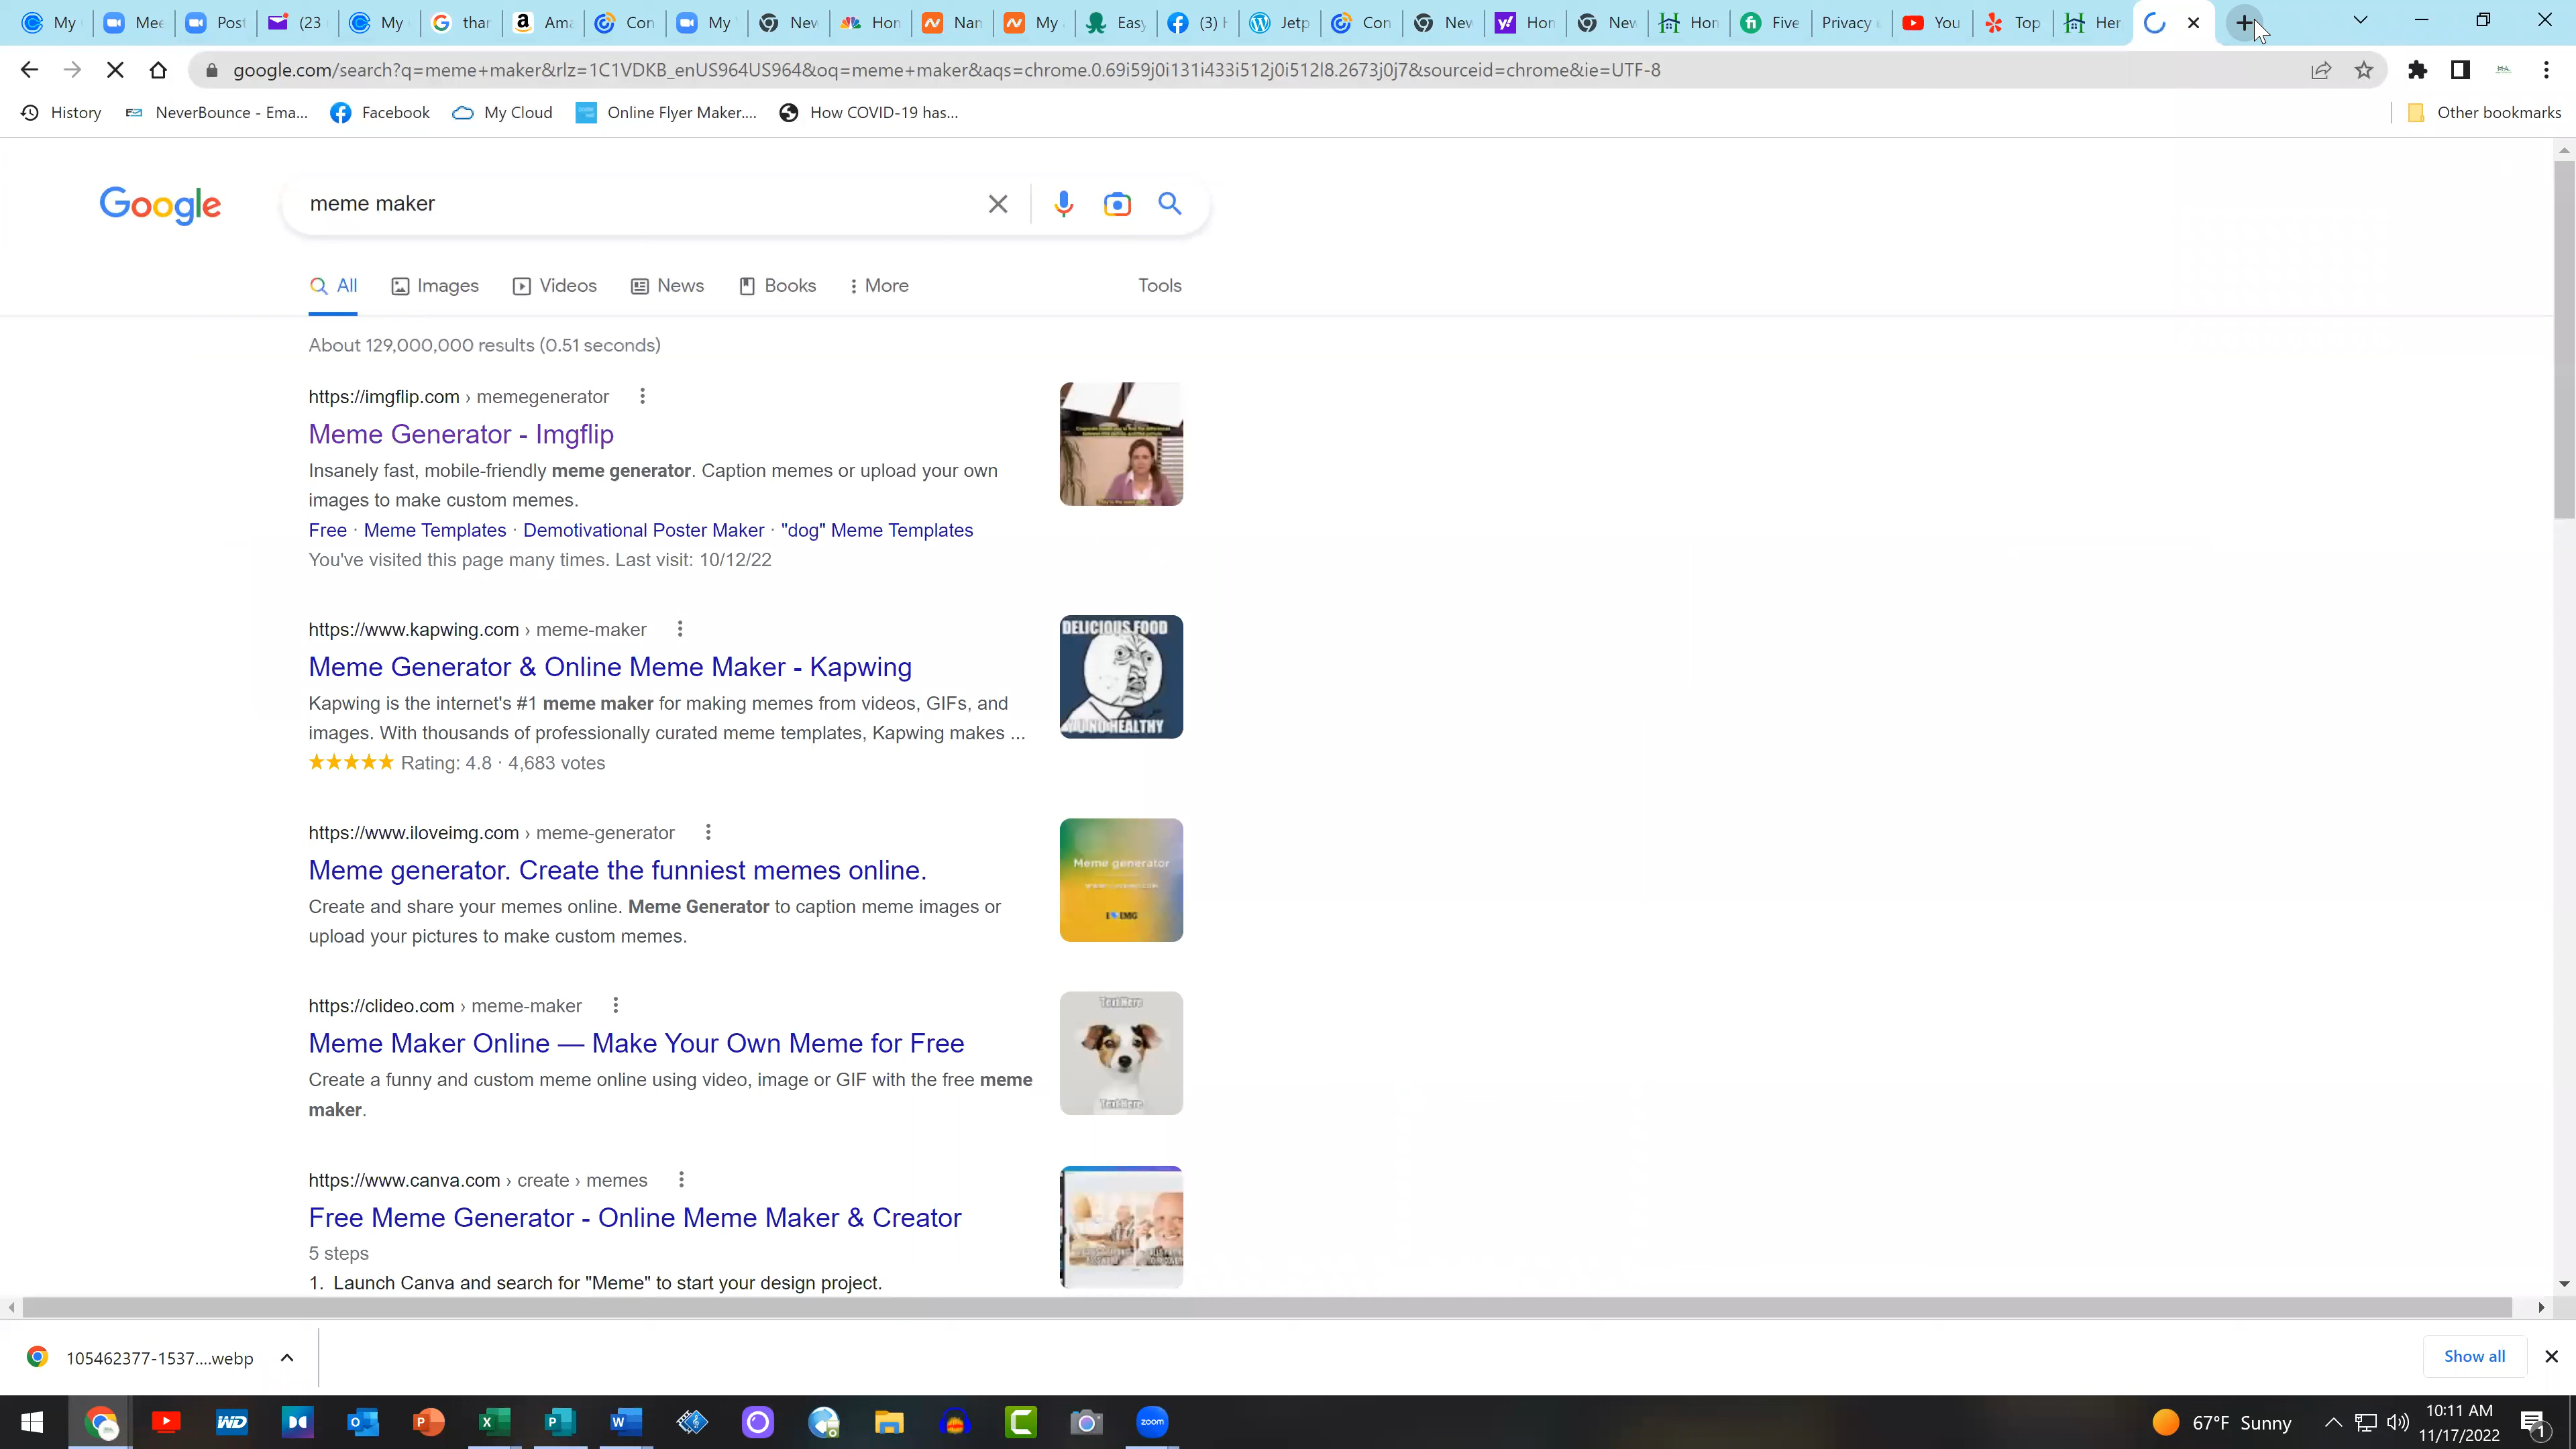 My
Mee
Post
(23
My
thar
Ama
Con
My
New
Hon
Nan
My
Easy
(3) H
Jetp
Con
New
Hon
New
Hon
Five
Privacy
You
Top
Her
google.com/search?q=meme+maker&rlz=1C1VDKB_enUS964US964&oq=meme+maker&aqs=chrome.0.69i59j0i131i433i512j0i512l8.2673j0j7&sourceid=chrome&ie=UTF-8
History
NeverBounce - Ema...
Facebook
My Cloud
Online Flyer Maker....
How COVID-19 has...
Other bookmarks
Google
meme maker
All
Images
Videos
News
Books
More
Tools
About 129,000,000 results (0.51 seconds)
https://imgflip.com › memegenerator
Meme Generator - Imgflip
Insanely fast, mobile-friendly meme generator. Caption memes or upload your own
images to make custom memes.
Free · Meme Templates · Demotivational Poster Maker · "dog" Meme Templates
You've visited this page many times. Last visit: 10/12/22
https://www.kapwing.com › meme-maker
Meme Generator & Online Meme Maker - Kapwing
Kapwing is the internet's #1 meme maker for making memes from videos, GIFs, and
images. With thousands of professionally curated meme templates, Kapwing makes ...
Rating: 4.8 · 4,683 votes
DELICIOUS FOOD
Y U NO HEALTHY
https://www.iloveimg.com › meme-generator
Meme generator. Create the funniest memes online.
Create and share your memes online. Meme Generator to caption meme images or
upload your pictures to make custom memes.
Meme generator
https://clideo.com › meme-maker
Meme Maker Online — Make Your Own Meme for Free
Create a funny and custom meme online using video, image or GIF with the free meme
maker.
Text Here
Text Here
https://www.canva.com › create › memes
Free Meme Generator - Online Meme Maker & Creator
5 steps
1. Launch Canva and search for "Meme" to start your design project.
105462377-1537....webp
Show all
zoom
67°F Sunny
10:11 AM
11/17/2022
1